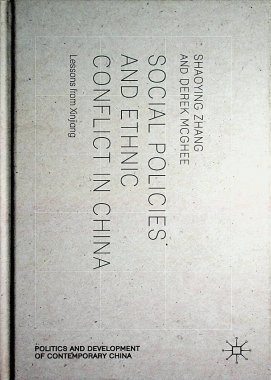 SHAOYING ZHANG
AND DEREK MCGHEE
SOCIAL POLICIES
AND ETHNIC
CONFLICT IN CHINA
Lessons from Xinjiang
POLITICS AND DEVELOPMENT
OF CONTEMPORARY CHINA